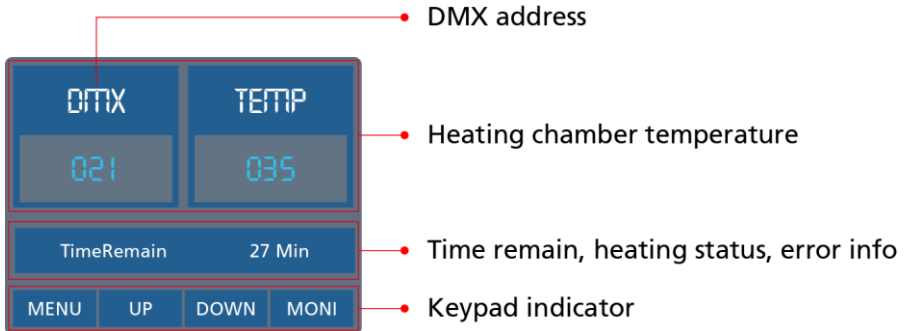 DMX address
DMX TEMP
Heating chamber temperature
021 035
TimeRemain 27 Min
Time remain, heating status, error info
MENU UP DOWN MONI
Keypad indicator